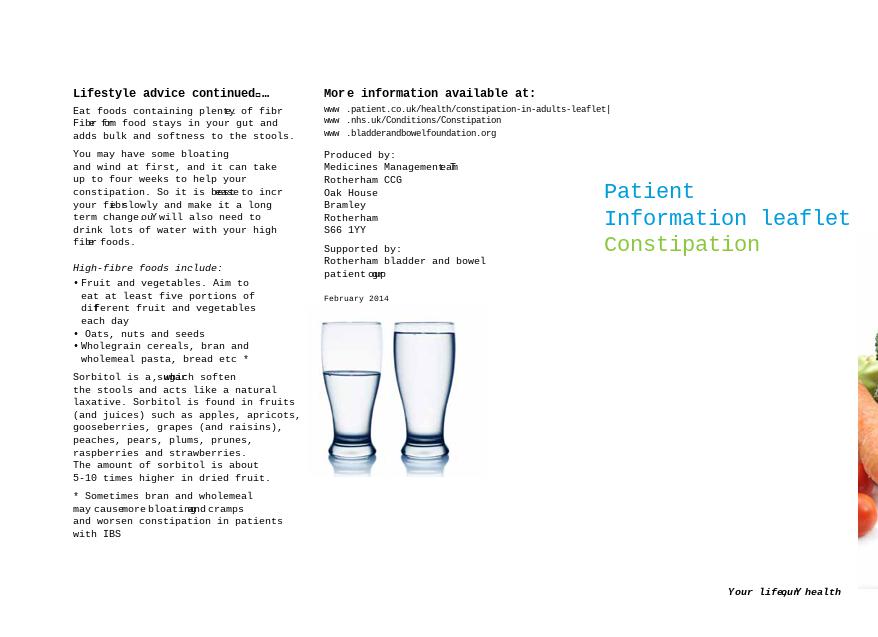 Lifestyle advice continued……
Eat foods containing plenty of fibr
Fibre from food stays in your gut and
adds bulk and softness to the stools.
You may have some bloating
and wind at first, and it can take
up to four weeks to help your
constipation. So it is best to incr
your fibre slowly and make it a long
term change. You will also need to
drink lots of water with your high
fibre foods.
High-fibre foods include:
• Fruit and vegetables. Aim to
eat at least five portions of
different fruit and vegetables
each day
• Oats, nuts and seeds
• Wholegrain cereals, bran and
wholemeal pasta, bread etc *
Sorbitol is a sugar, which soften
the stools and acts like a natural
laxative. Sorbitol is found in fruits
(and juices) such as apples, apricots,
gooseberries, grapes (and raisins),
peaches, pears, plums, prunes,
raspberries and strawberries.
The amount of sorbitol is about
5-10 times higher in dried fruit.
* Sometimes bran and wholemeal
may cause more bloating and cramps
and worsen constipation in patients
with IBS
More information available at:
www.patient.co.uk/health/constipation-in-adults-leaflet|
www.nhs.uk/Conditions/Constipation
www.bladderandbowelfoundation.org
Produced by:
Medicines Management Team
Rotherham CCG
Oak House
Bramley
Rotherham
S66 1YY
Supported by:
Rotherham bladder and bowel
patient group
February 2014
Patient
Information leaflet
Constipation
Your life, Your health